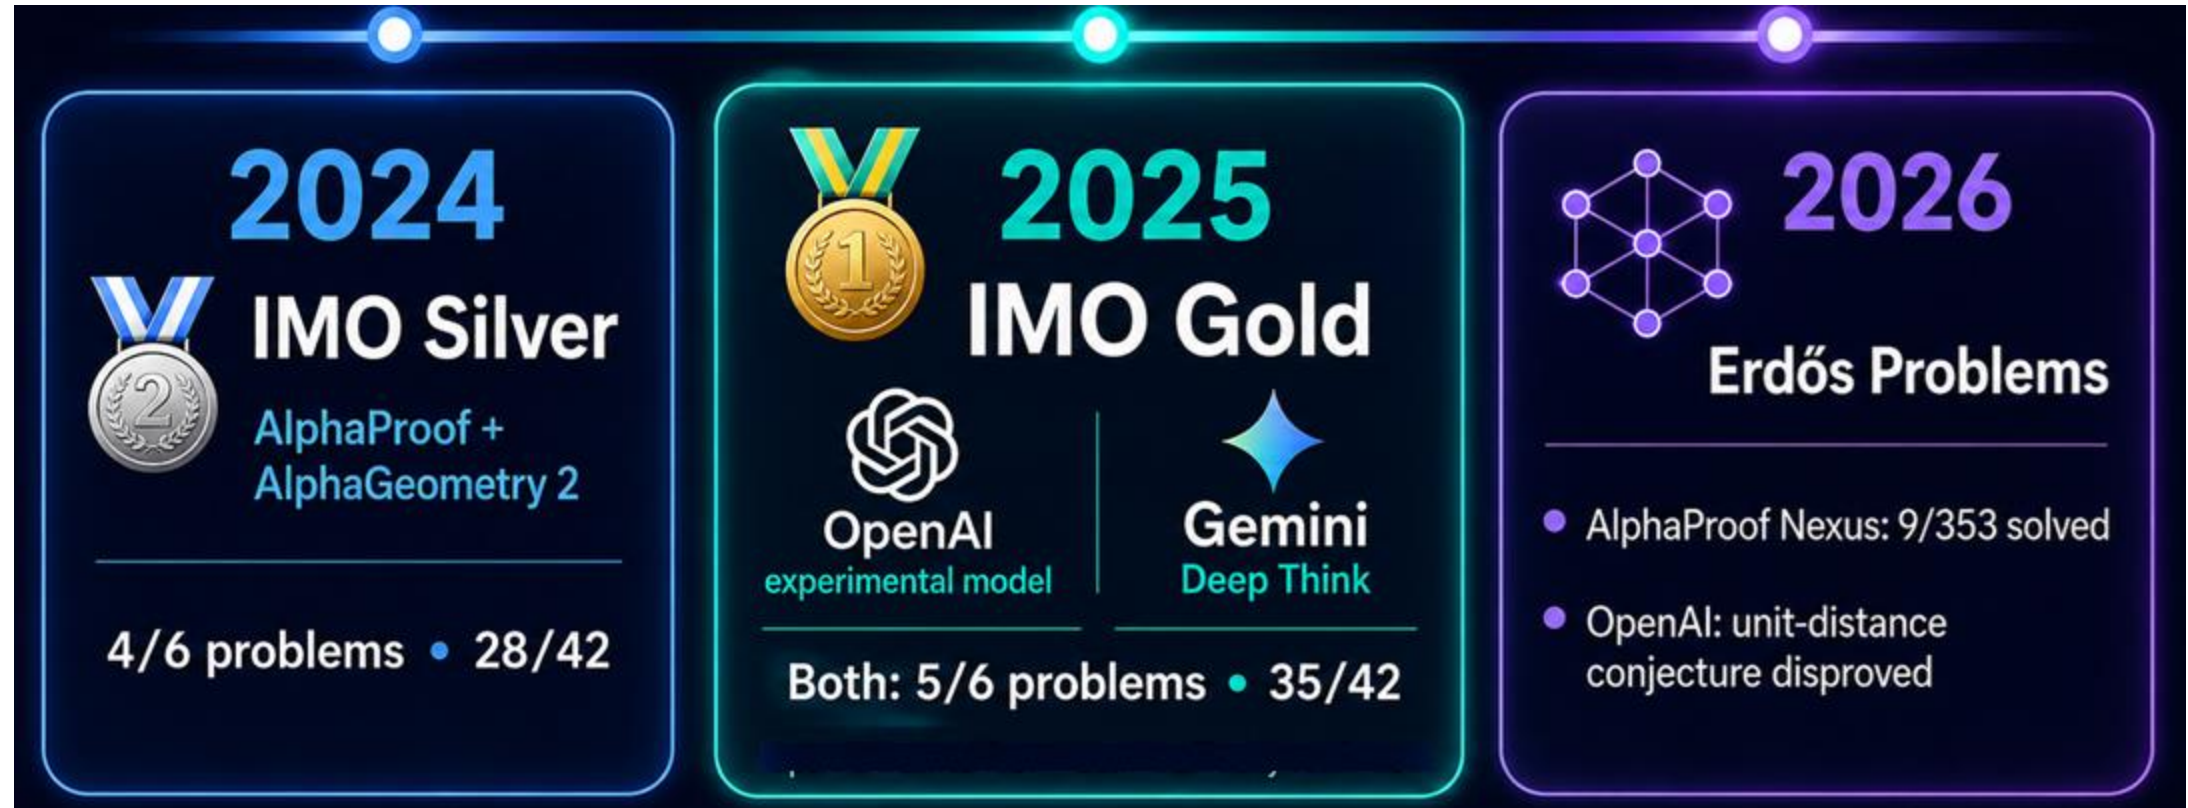 2024
2
IMO Silver
AlphaProof +
AlphaGeometry 2
4/6 problems • 28/42
1
2025
IMO Gold
OpenAI
experimental model
Gemini
Deep Think
Both: 5/6 problems • 35/42
2026
Erdős Problems
• AlphaProof Nexus: 9/353 solved
• OpenAI: unit-distance
conjecture disproved